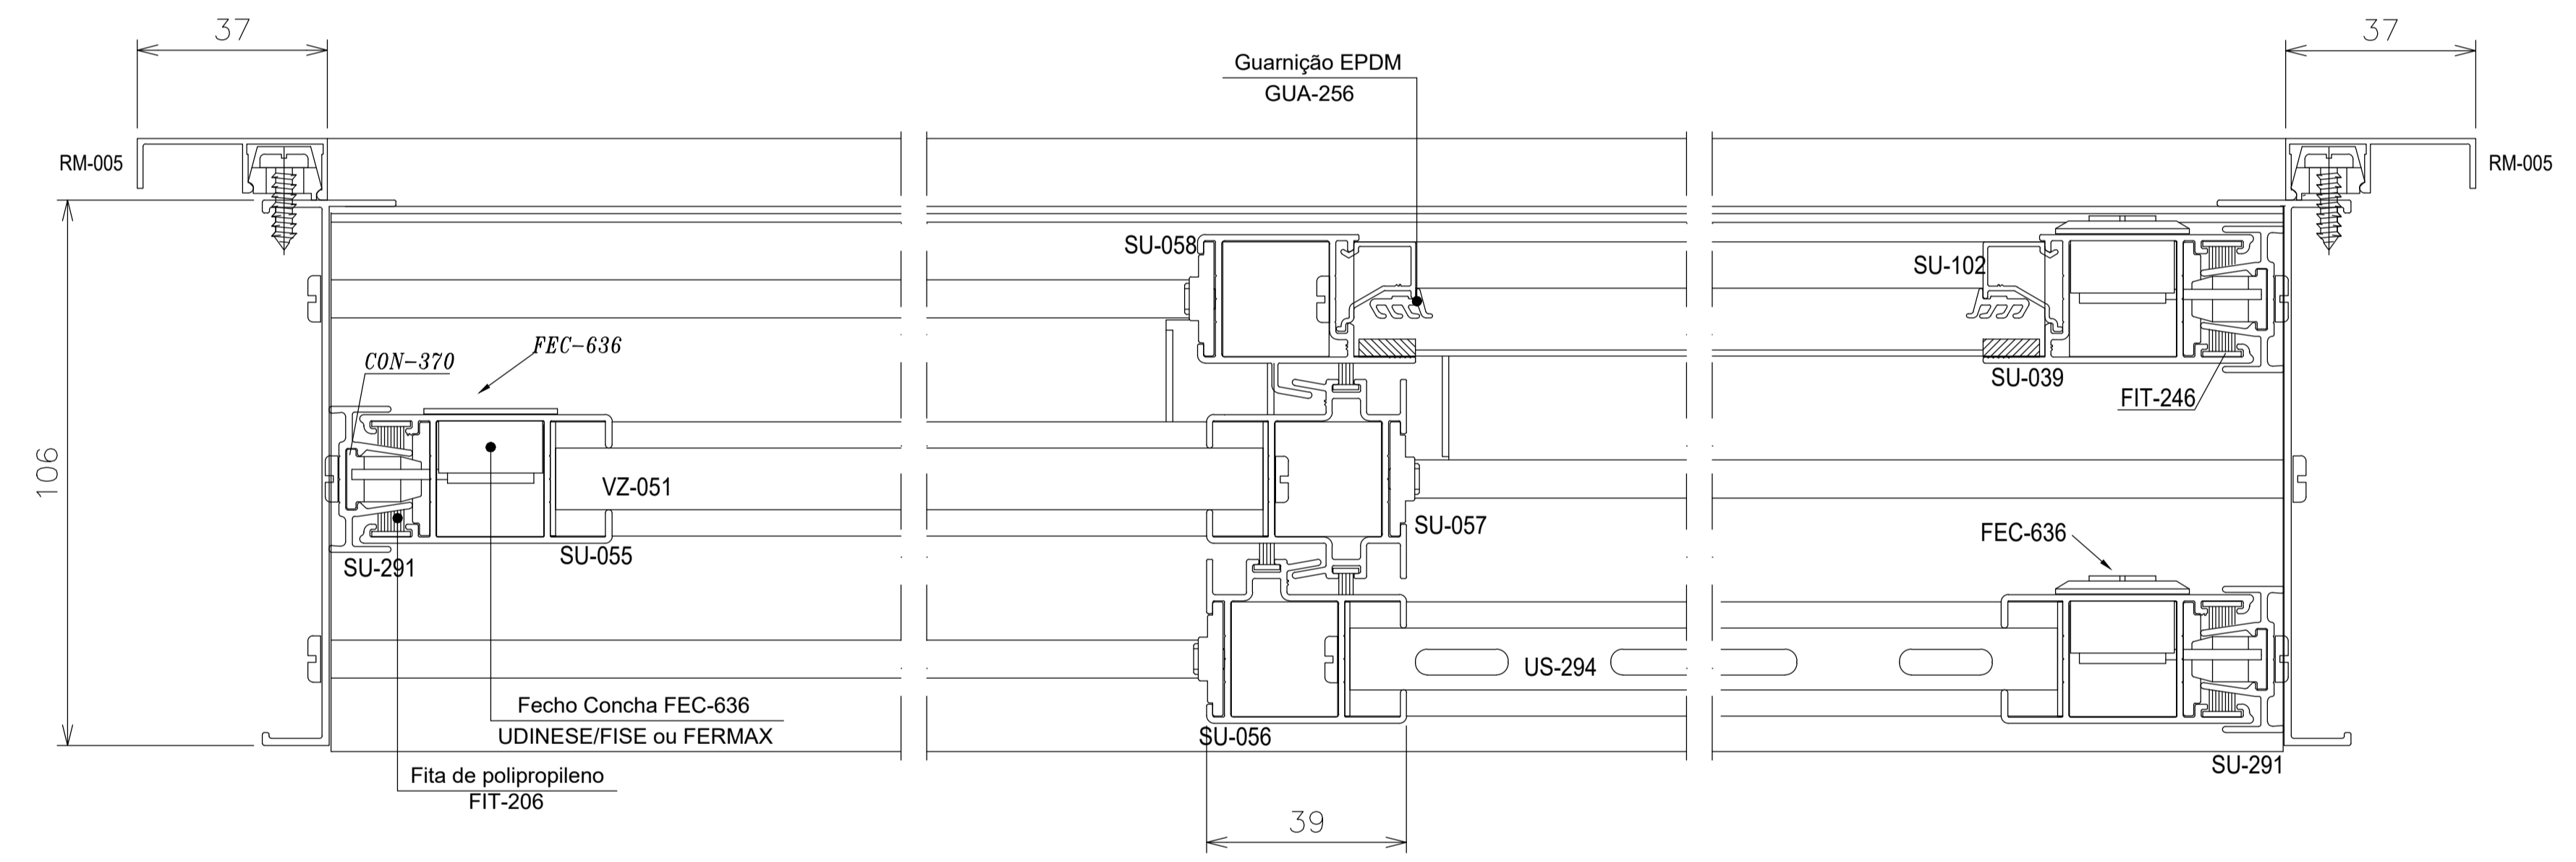 37
37
Guarnição EPDM
GUA-256
RM-005
RM-005
SU-058
SU-102
FEC-636
CON-370
SU-039
FIT-246
106
VZ-051
SU-057
SU-055
SU-291
FEC-636
US-294
Fecho Concha FEC-636
UDINESE/FISE ou FERMAX
SU-056
SU-291
Fita de polipropileno
FIT-206
39